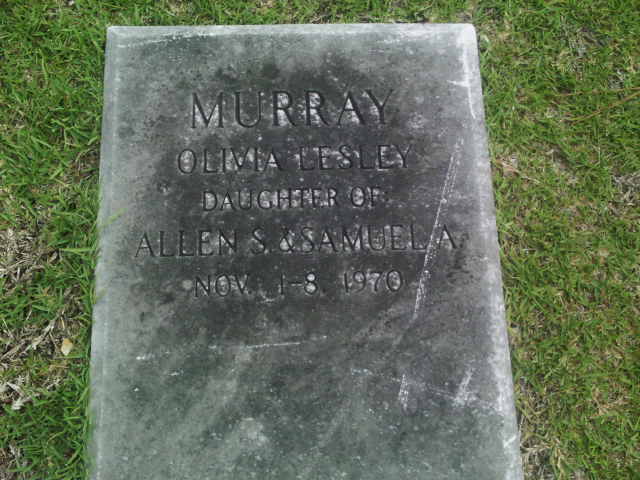 MURRAY
OLIVIA LESLEY
DAUGHTER OF
ALLEN S. & SAMUEL A.
NOV. 1-8, 1970